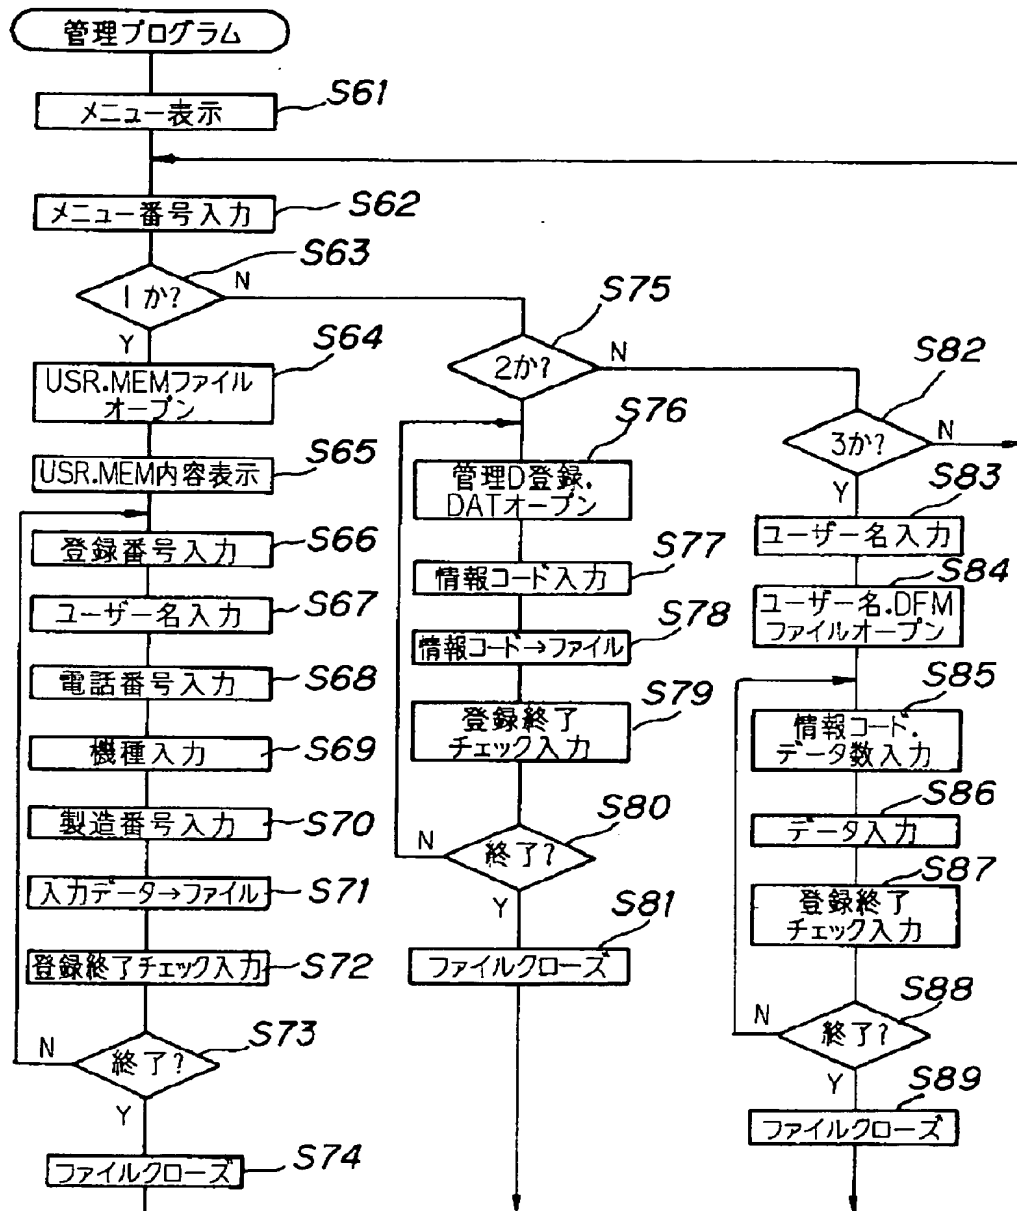 管理プログラム
メニュー表示
S61
メニュー番号入力
S62
1か?
S63
N
Y
USR.MEMファイル
オープン
S64
USR.MEM内容表示
S65
登録番号入力
S66
ユーザー名入力
S67
電話番号入力
S68
機種入力
S69
製造番号入力
S70
入力データ→ファイル
S71
登録終了チェック入力
S72
終了?
S73
N
Y
ファイルクローズ
S74
2か?
S75
N
管理D登録.
DATオープン
S76
情報コード入力
S77
情報コード→ファイル
S78
登録終了
チェック入力
S79
終了?
S80
N
Y
ファイルクローズ
S81
3か?
S82
N
Y
ユーザー名入力
S83
ユーザー名.DFM
ファイルオープン
S84
情報コード.
データ数入力
S85
データ入力
S86
登録終了
チェック入力
S87
終了?
S88
N
Y
ファイルクローズ
S89